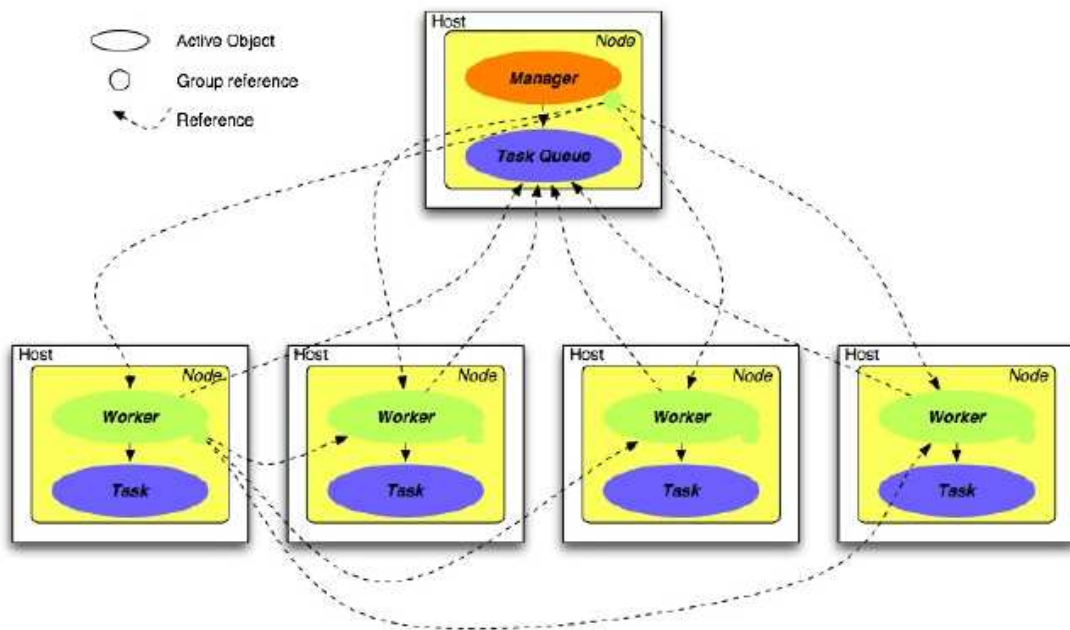 Host
Node
Active Object
Manager
Group reference
Reference
Task Queue
Host
Node
Worker
Task
Host
Node
Worker
Task
Host
Node
Worker
Task
Host
Node
Worker
Task